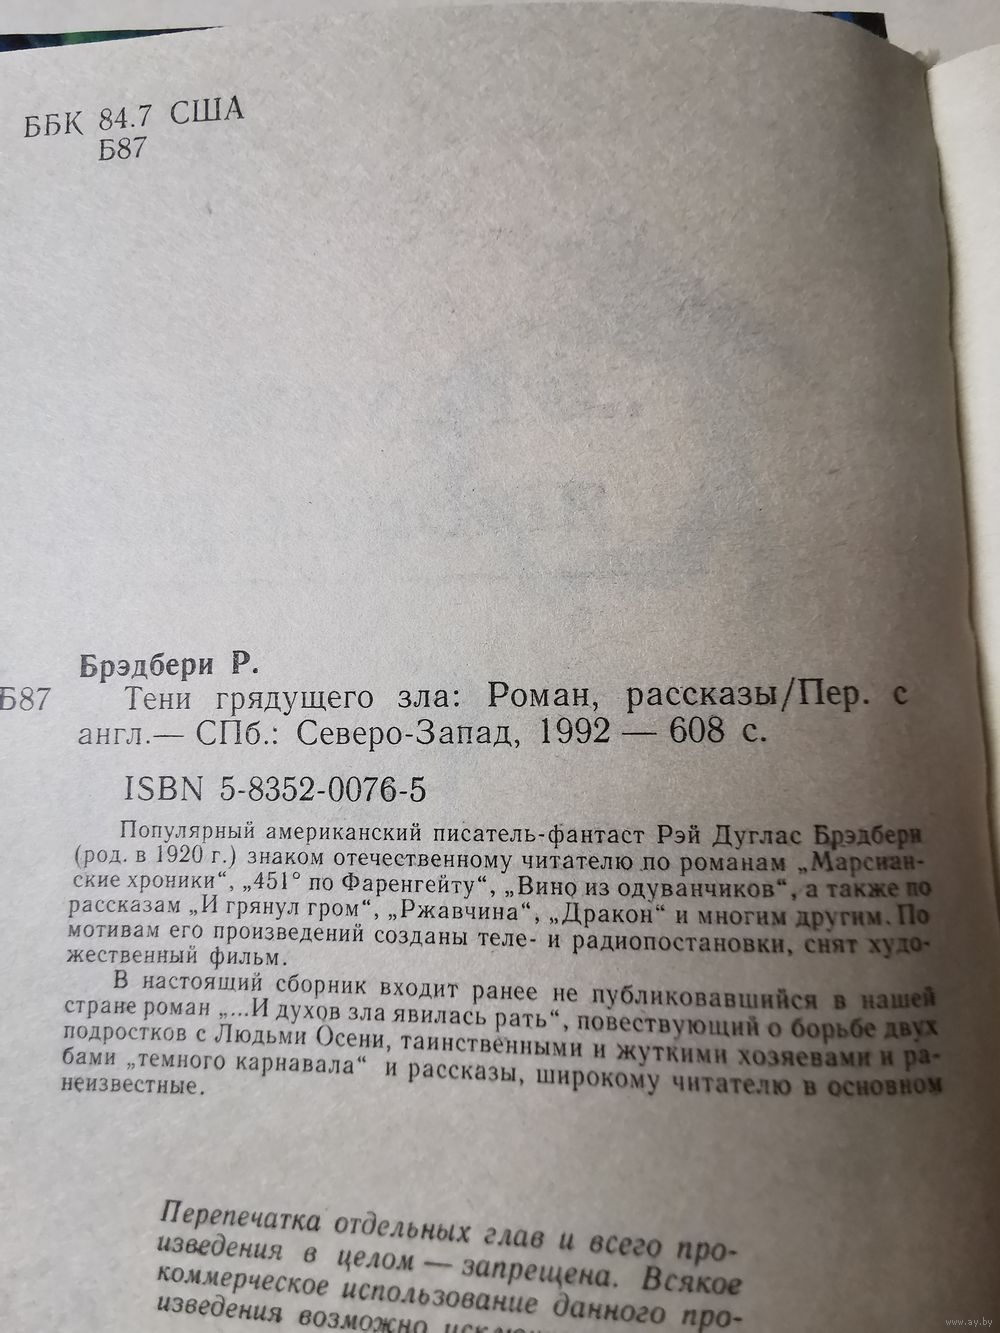 ББК 84.7 США
Б87
Брэдбери Р.
Б87 Тени грядущего зла: Роман, рассказы/Пер. с
англ.— СПб.: Северо-Запад, 1992 — 608 с.
ISBN 5-8352-0076-5
Популярный американский писатель-фантаст Рэй Дуглас Брэдбери
(род. в 1920 г.) знаком отечественному читателю по романам „Марсиан-
ские хроники“, „451° по Фаренгейту“, „Вино из одуванчиков“, а также по
рассказам „И грянул гром“, „Ржавчина“, „Дракон“ и многим другим. По
мотивам его произведений созданы теле- и радиопостановки, снят худо-
жественный фильм.
В настоящий сборник входит ранее не публиковавшийся в нашей
стране роман „...И духов зла явилась рать“, повествующий о борьбе двух
подростков с Людьми Осени, таинственными и жуткими хозяевами и ра-
бами „темного карнавала“ и рассказы, широкому читателю в основном
неизвестные.
Перепечатка отдельных глав и всего про-
изведения в целом — запрещена. Всякое
коммерческое использование данного про-
изведения возможно
www.ay.by